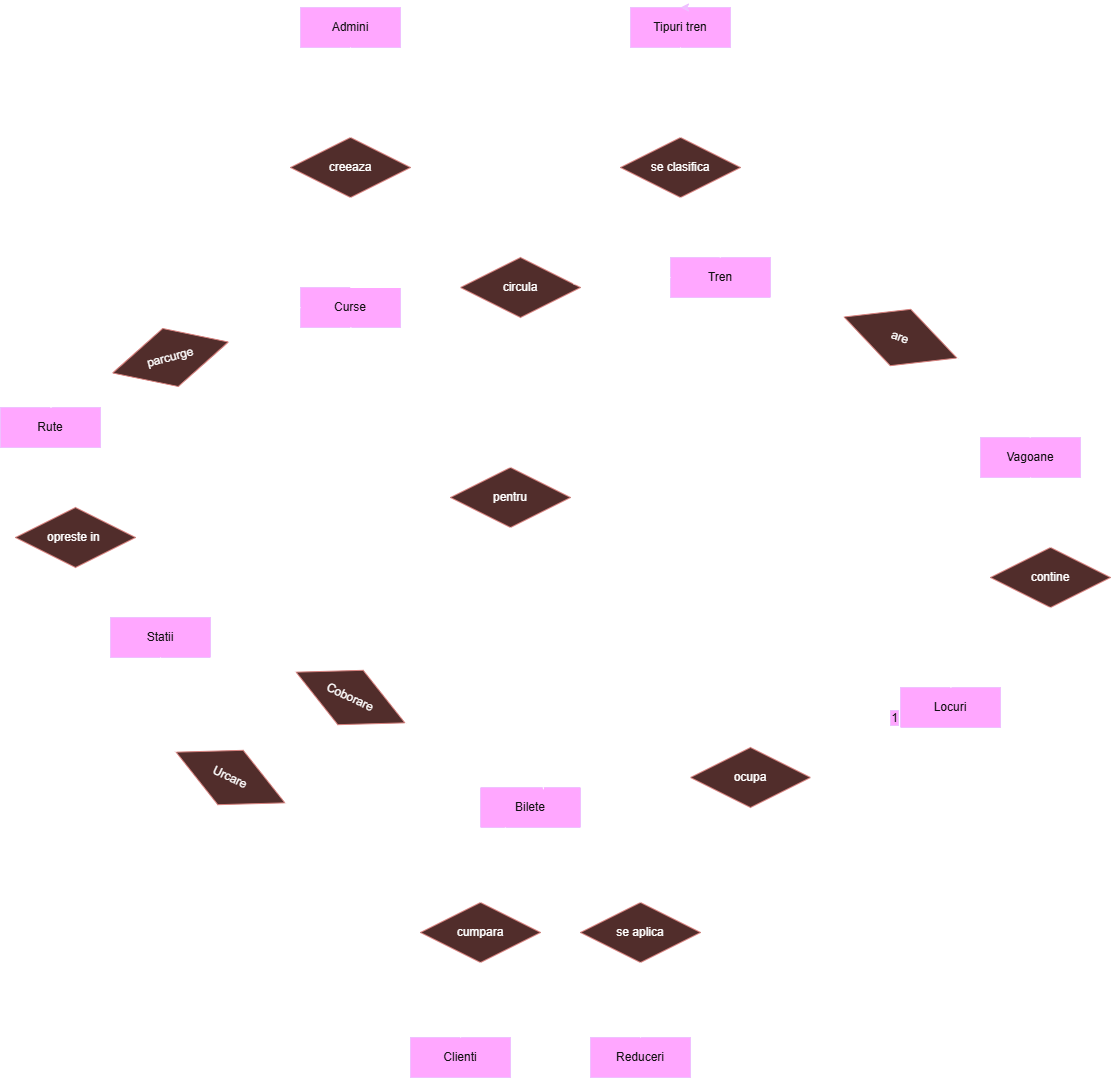 Admini
Tipuri tren
creeaza
se clasifica
circula
Tren
Curse
are
parcurge
Rute
Vagoane
pentru
opreste in
contine
Statii
Coborare
Locuri
1
Urcare
ocupa
Bilete
cumpara
se aplica
Clienti
Reduceri